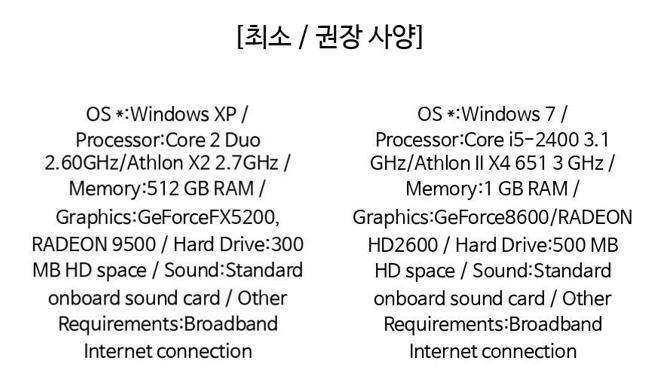 [최소 / 권장 사양]
OS *:Windows XP /
Processor:Core 2 Duo
2.60GHz/Athlon X2 2.7GHz /
Memory:512 GB RAM /
Graphics:GeForceFX5200,
RADEON 9500 / Hard Drive:300
MB HD space / Sound:Standard
onboard sound card / Other
Requirements:Broadband
Internet connection
OS *:Windows 7 /
Processor:Core i5-2400 3.1
GHz/Athlon II X4 651 3 GHz /
Memory:1 GB RAM /
Graphics:GeForce8600/RADEON
HD2600 / Hard Drive:500 MB
HD space / Sound:Standard
onboard sound card / Other
Requirements:Broadband
Internet connection